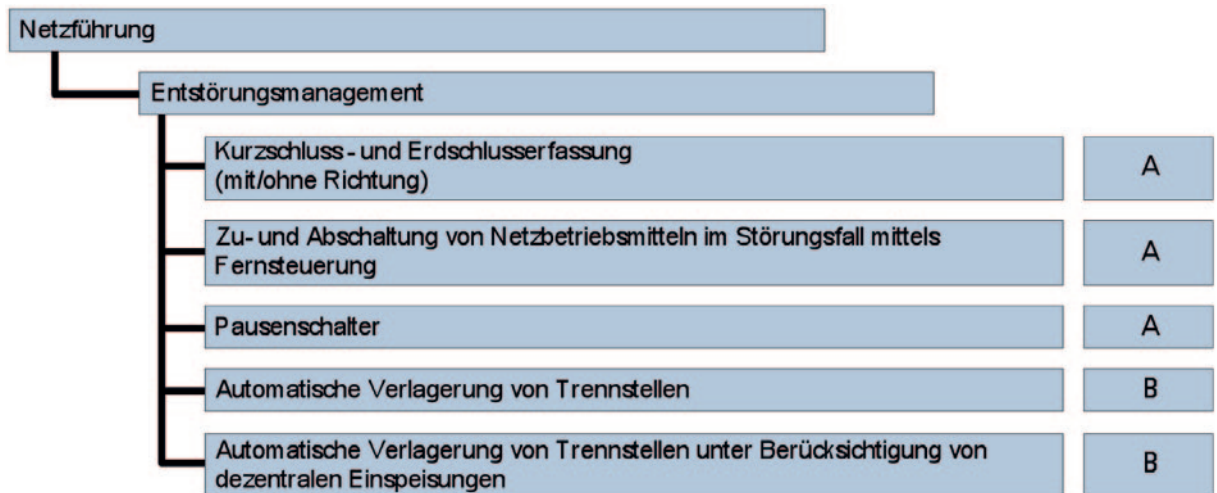 Netzführung
Entstörungsmanagement
Kurzschluss- und Erdschlusserfassung
(mit/ohne Richtung)
A
Zu- und Abschaltung von Netzbetriebsmitteln im Störungsfall mittels
Fernsteuerung
A
Pausenschalter
A
Automatische Verlagerung von Trennstellen
B
Automatische Verlagerung von Trennstellen unter Berücksichtigung von
dezentralen Einspeisungen
B